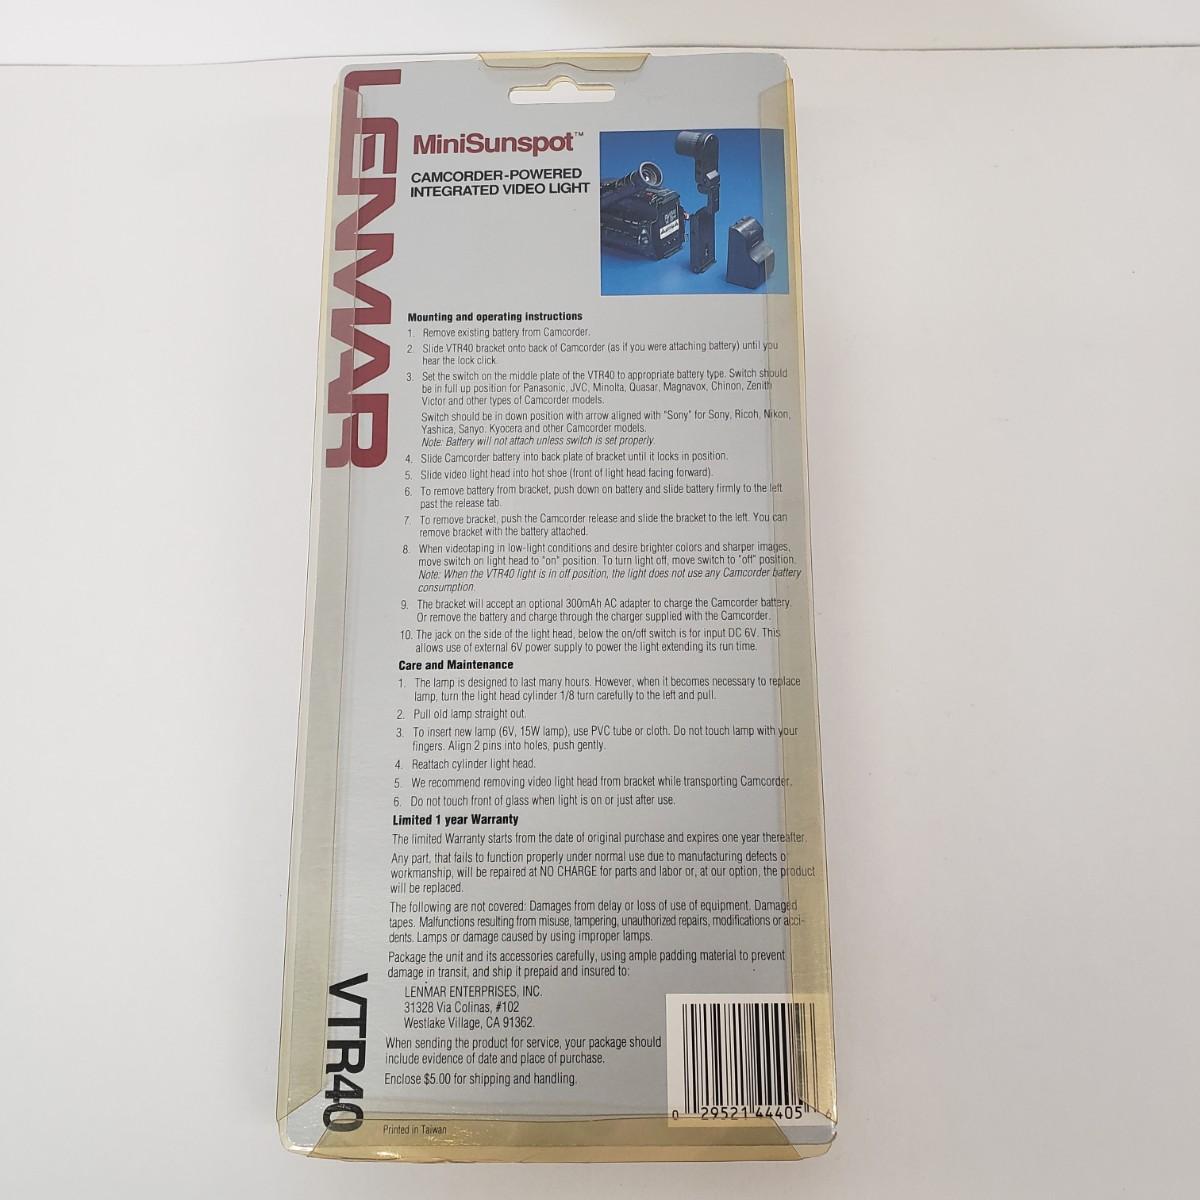 LENMAR
MiniSunspot™
CAMCORDER-POWERED
INTEGRATED VIDEO LIGHT
Mounting and operating instructions
1. Remove existing battery from Camcorder.
2. Slide VTR40 bracket onto back of Camcorder (as if you were attaching battery) until you
hear the lock click.
3. Set the switch on the middle plate of the VTR40 to appropriate battery type. Switch should
be in full up position for Panasonic, JVC, Minolta, Quasar, Magnavox, Chinon, Zenith
Victor and other types of Camcorder models.
Switch should be in down position with arrow aligned with "Sony" for Sony, Ricoh, Nikon,
Yashica, Sanyo, Kyocera and other Camcorder models.
Note: Battery will not attach unless switch is set properly.
4. Slide Camcorder battery into back plate of bracket until it locks in position.
5. Slide video light head into hot shoe (front of light head facing forward).
6. To remove battery from bracket, push down on battery and slide battery firmly to the left
past the release tab.
7. To remove bracket, push the Camcorder release and slide the bracket to the left. You can
remove bracket with the battery attached.
8. When videotaping in low-light conditions and desire brighter colors and sharper images,
move switch on light head to "on" position. To turn light off, move switch to "off" position.
Note: When the VTR40 light is in off position, the light does not use any Camcorder battery
consumption.
9. The bracket will accept an optional 300mAh AC adapter to charge the Camcorder battery.
Or remove the battery and charge through the charger supplied with the Camcorder.
10. The jack on the side of the light head, below the on/off switch is for input DC 6V. This
allows use of external 6V power supply to power the light extending its run time.
Care and Maintenance
1. The lamp is designed to last many hours. However, when it becomes necessary to replace
lamp, turn the light head cylinder 1/8 turn carefully to the left and pull.
2. Pull old lamp straight out.
3. To insert new lamp (6V, 15W lamp), use PVC tube or cloth. Do not touch lamp with your
fingers. Align 2 pins into holes, push gently.
4. Reattach cylinder light head.
5. We recommend removing video light head from bracket while transporting Camcorder.
6. Do not touch front of glass when light is on or just after use.
Limited 1 year Warranty
The limited Warranty starts from the date of original purchase and expires one year thereafter.
Any part, that fails to function properly under normal use due to manufacturing defects or
workmanship, will be repaired at NO CHARGE for parts and labor or, at our option, the product
will be replaced.
The following are not covered: Damages from delay or loss of use of equipment. Damaged
tapes. Malfunctions resulting from misuse, tampering, unauthorized repairs, modifications or acci-
dents. Lamps or damage caused by using improper lamps.
Package the unit and its accessories carefully, using ample padding material to prevent
damage in transit, and ship it prepaid and insured to:
LENMAR ENTERPRISES, INC.
31328 Via Colinas, #102
Westlake Village, CA 91362.
When sending the product for service, your package should
include evidence of date and place of purchase.
Enclose $5.00 for shipping and handling.
VTR40
0 29521 44405 6
Printed in Taiwan